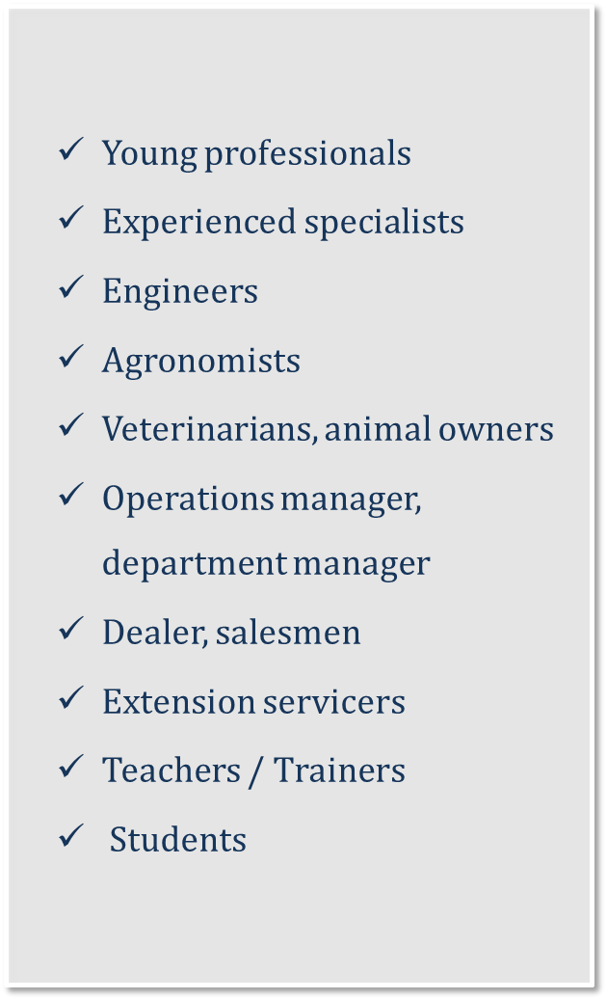 ✓ Young professionals
✓ Experienced specialists
✓ Engineers
✓ Agronomists
✓ Veterinarians, animal owners
✓ Operations manager,
department manager
✓ Dealer, salesmen
✓ Extension servicers
✓ Teachers / Trainers
✓ Students